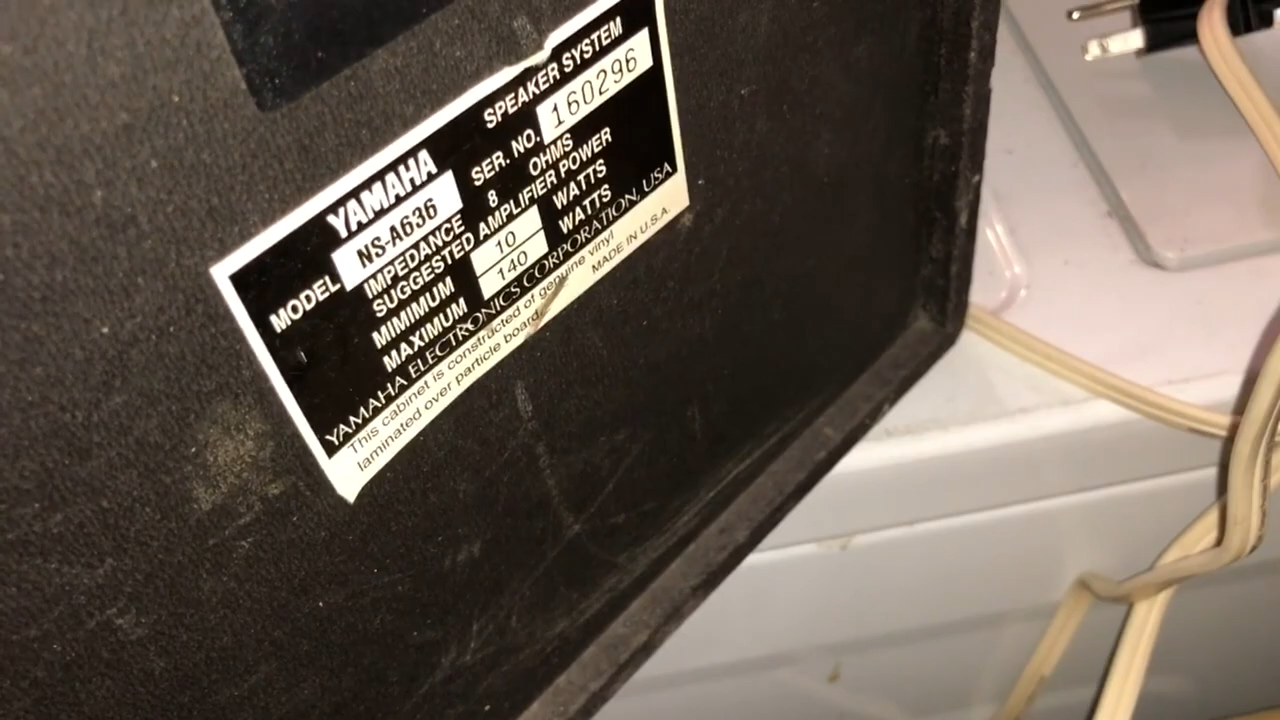 YAMAHA SPEAKER SYSTEM
MODEL NS-A636 SER. NO. 160296
IMPEDANCE 8 OHMS
SUGGESTED AMPLIFIER POWER
MIMIMUM 10 WATTS
MAXIMUM 140 WATTS
YAMAHA ELECTRONICS CORPORATION, USA
This cabinet is constructed of genuine vinyl
laminated over particle board. MADE IN U.S.A.